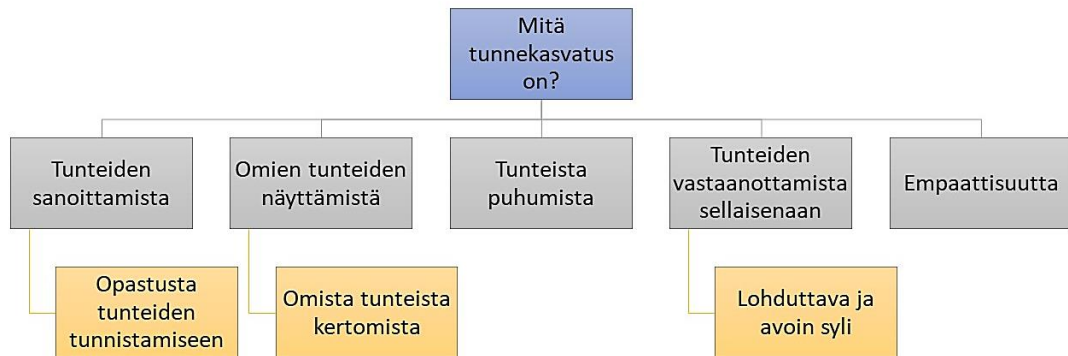 Mitä
tunnekasvatus
on?
Tunteiden
sanoittamista
Omien tunteiden
näyttämistä
Tunteista
puhumista
Tunteiden
vastaanottamista
sellaisenaan
Empaattisuutta
Opastusta
tunteiden
tunnistamiseen
Omista tunteista
kertomista
Lohduttava ja
avoin syli